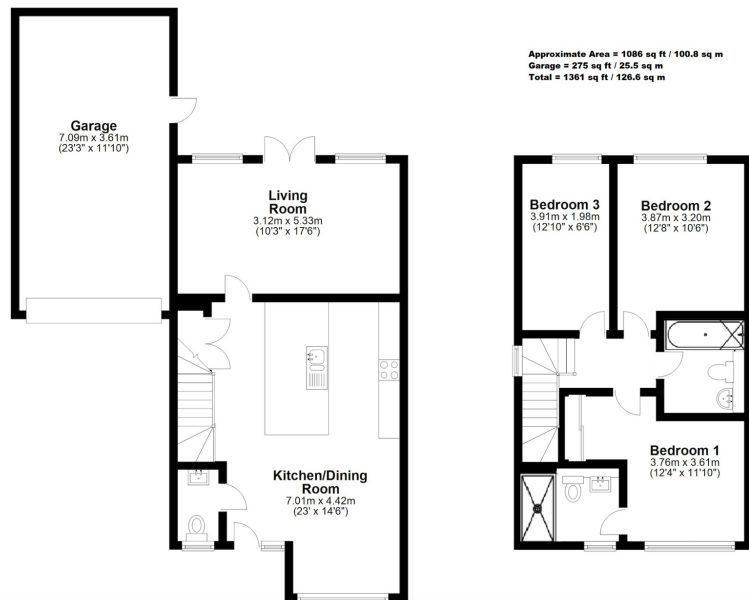 Approximate Area = 1086 sq ft / 100.8 sq m
Garage = 275 sq ft / 25.5 sq m
Total = 1361 sq ft / 126.6 sq m
Garage
7.09m x 3.61m
(23'3" x 11'10")
Living
Room
3.12m x 5.33m
(10'3" x 17'6")
Kitchen/Dining
Room
7.01m x 4.42m
(23' x 14'6")
Bedroom 3
3.91m x 1.98m
(12'10" x 6'6")
Bedroom 2
3.87m x 3.20m
(12'8" x 10'6")
Bedroom 1
3.76m x 3.61m
(12'4" x 11'10")